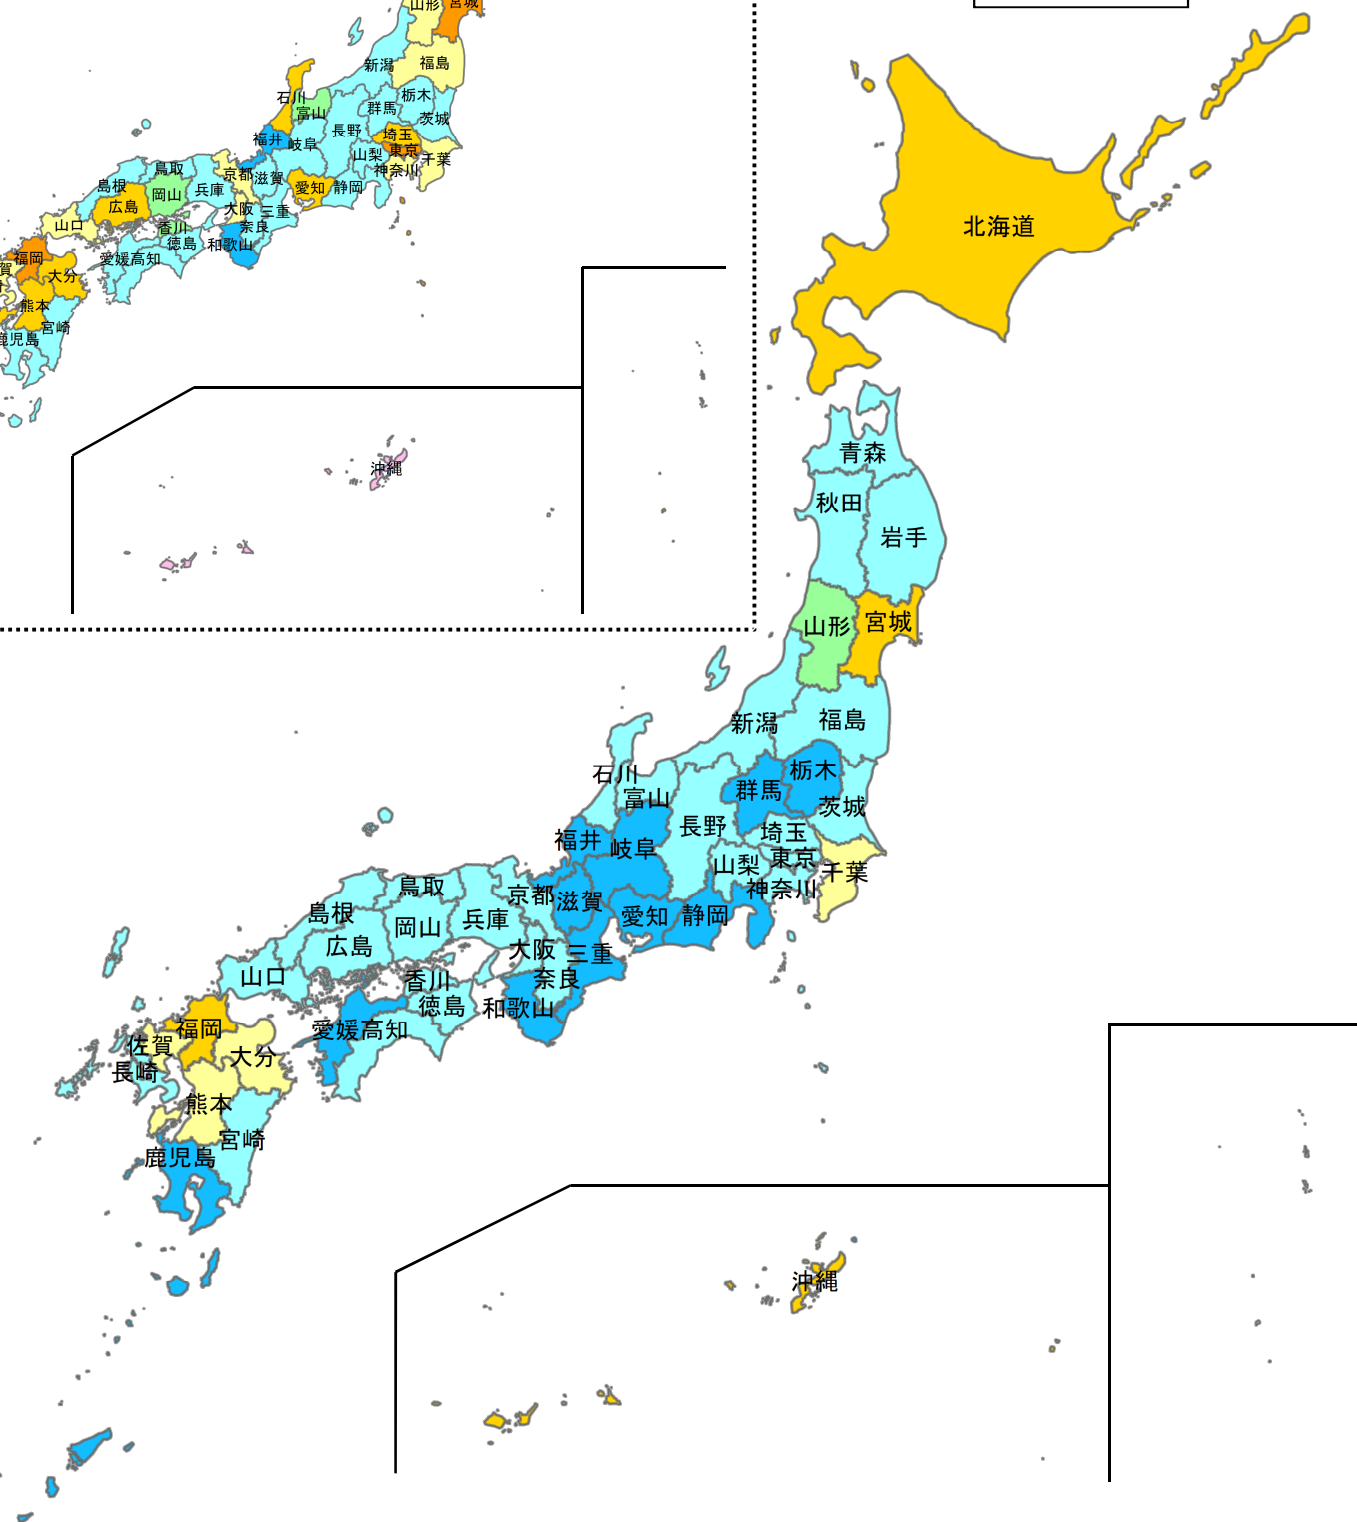 山形
宮城
新潟
福島
石川
富山
群馬
栃木
茨城
福井
岐阜
長野
埼玉
東京
山梨
神奈川
千葉
鳥取
京都
滋賀
島根
岡山
兵庫
愛知
静岡
広島
大阪
三重
山口
香川
奈良
徳島
和歌山
福岡
愛媛
高知
賀
大分
熊本
宮崎
鹿児島
沖縄
北海道
青森
秋田
岩手
山形
宮城
新潟
福島
石川
富山
群馬
栃木
茨城
福井
岐阜
長野
埼玉
東京
山梨
神奈川
千葉
鳥取
京都
滋賀
島根
岡山
兵庫
愛知
静岡
広島
大阪
三重
山口
香川
奈良
徳島
和歌山
福岡
愛媛
高知
佐賀
大分
長崎
熊本
宮崎
鹿児島
沖縄